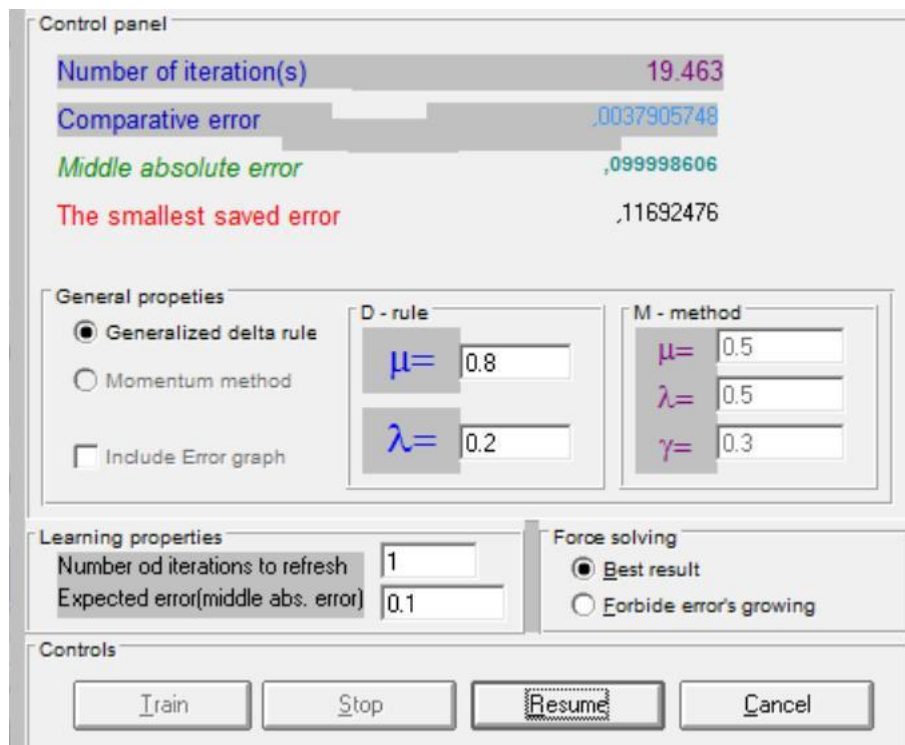 Control panel
Number of iteration(s) 19.463
Comparative error ,0037905748
Middle absolute error ,099998606
The smallest saved error ,11692476
General propeties
Generalized delta rule
Momentum method
Include Error graph
D - rule
μ= 0.8
λ= 0.2
M - method
μ= 0.5
λ= 0.5
γ= 0.3
Learning properties
Number od iterations to refresh 1
Expected error(middle abs. error) 0.1
Force solving
Best result
Forbide error's growing
Controls
Train Stop Resume Cancel